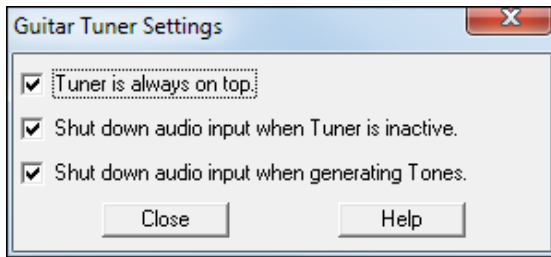 Guitar Tuner Settings
Tuner is always on top.
Shut down audio input when Tuner is inactive.
Shut down audio input when generating Tones.
Close Help